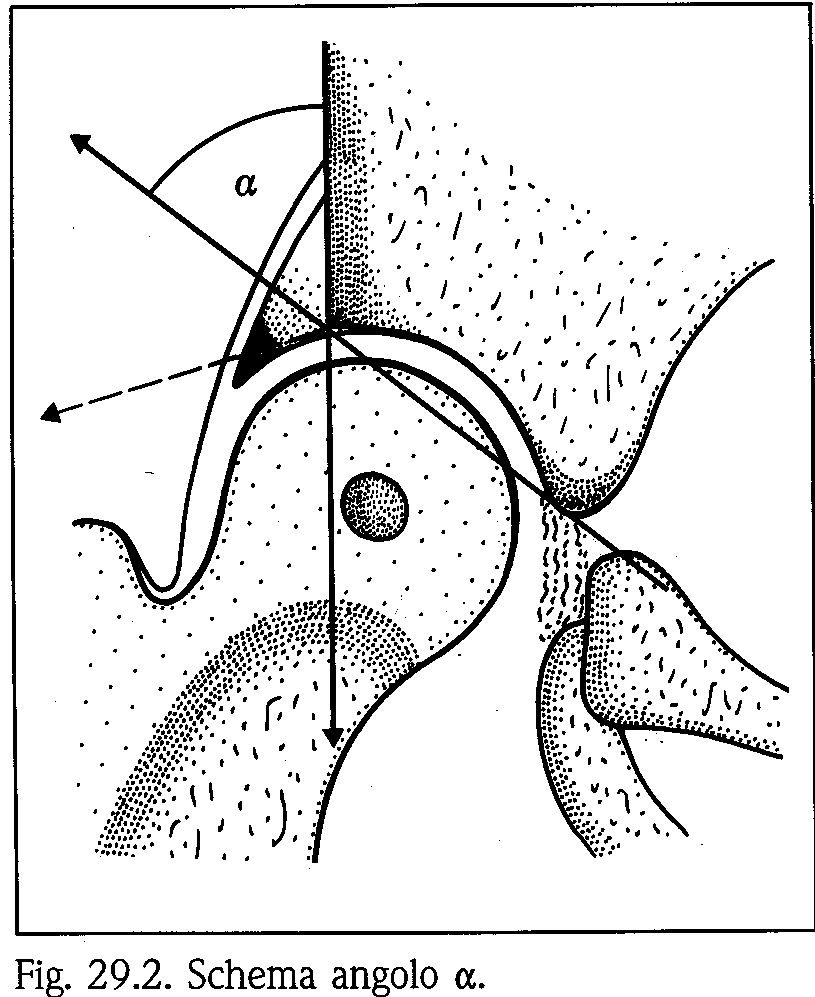 α
Fig. 29.2. Schema angolo α.